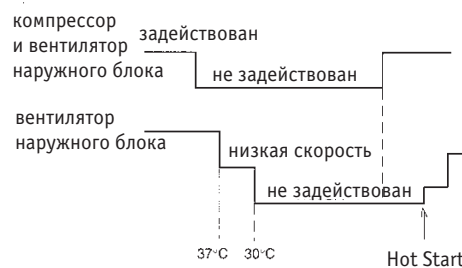 компрессор
и вентилятор
наружного блока
задействован
не задействован
вентилятор
наружного блока
низкая скорость
не задействован
37°C 30°C
Hot Start